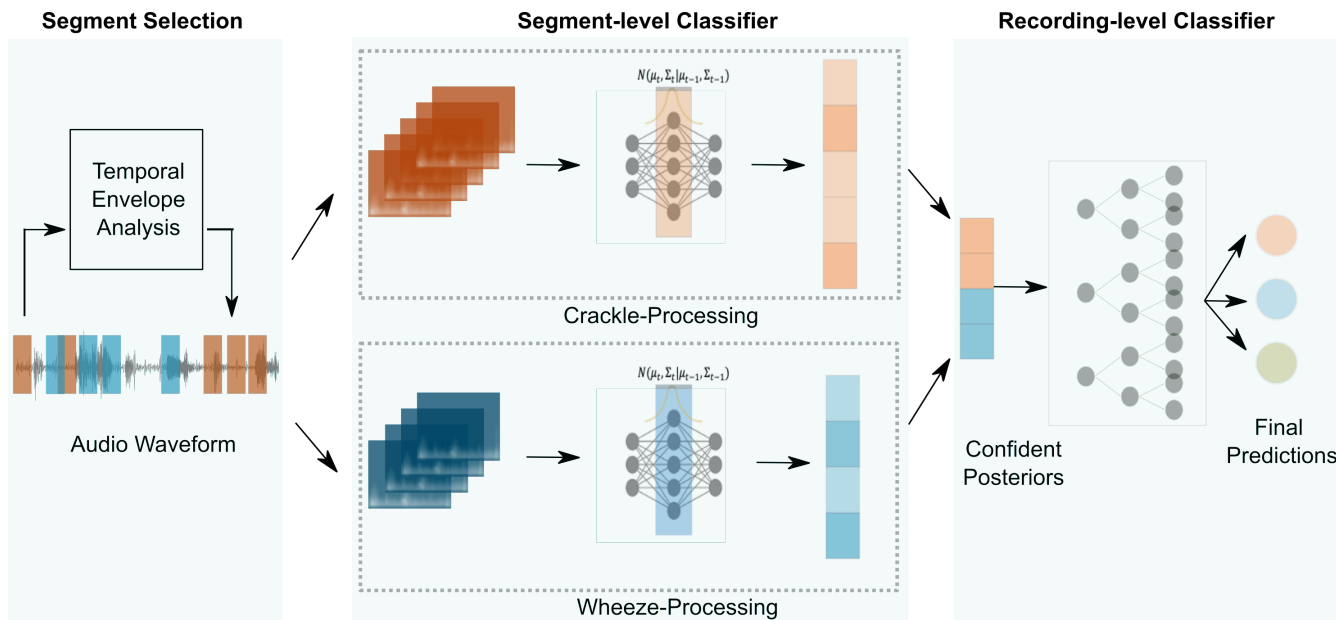 Segment Selection
Segment-level Classifier
Recording-level Classifier
Temporal
Envelope
Analysis
Audio Waveform
N(μₜ, Σₜ|μₜ₋₁, Σₜ₋₁)
Crackle-Processing
N(μₜ, Σₜ|μₜ₋₁, Σₜ₋₁)
Wheeze-Processing
Confident
Posteriors
Final
Predictions